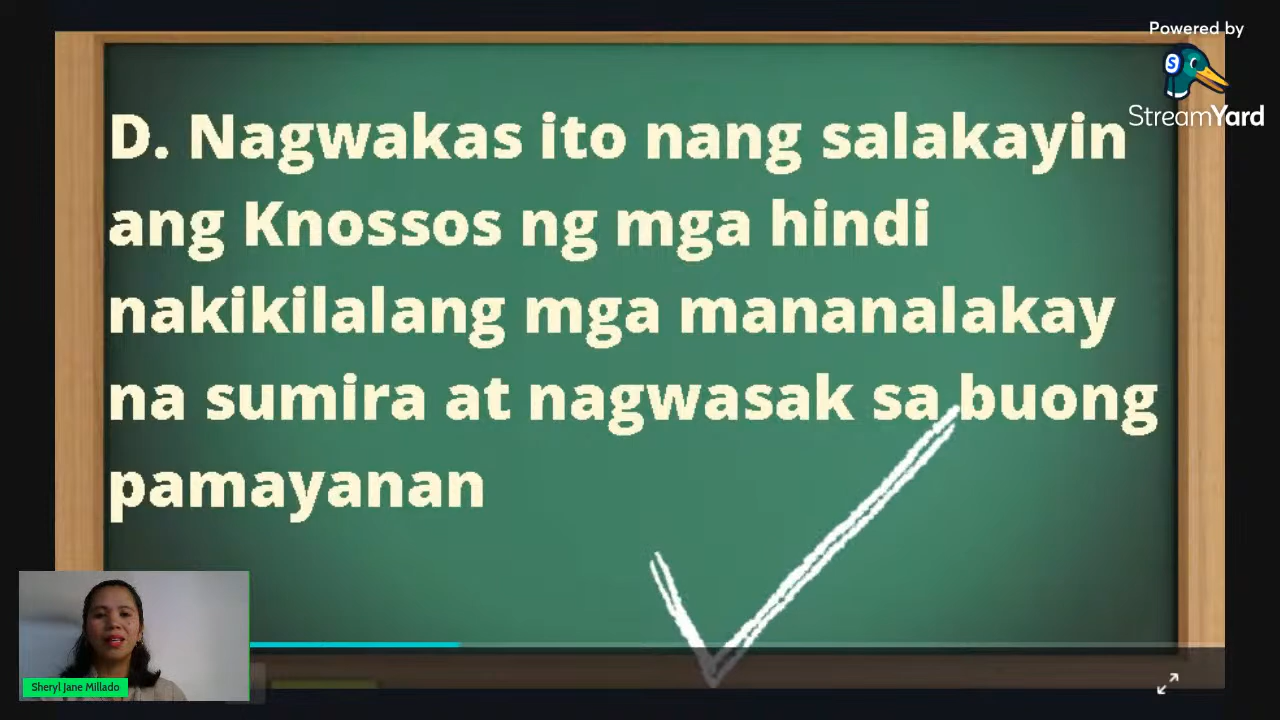 Powered by
StreamYard
D. Nagwakas ito nang salakayin
ang Knossos ng mga hindi
nakikilalang mga mananalakay
na sumira at nagwasak sa buong
pamayanan
Sheryl Jane Millado